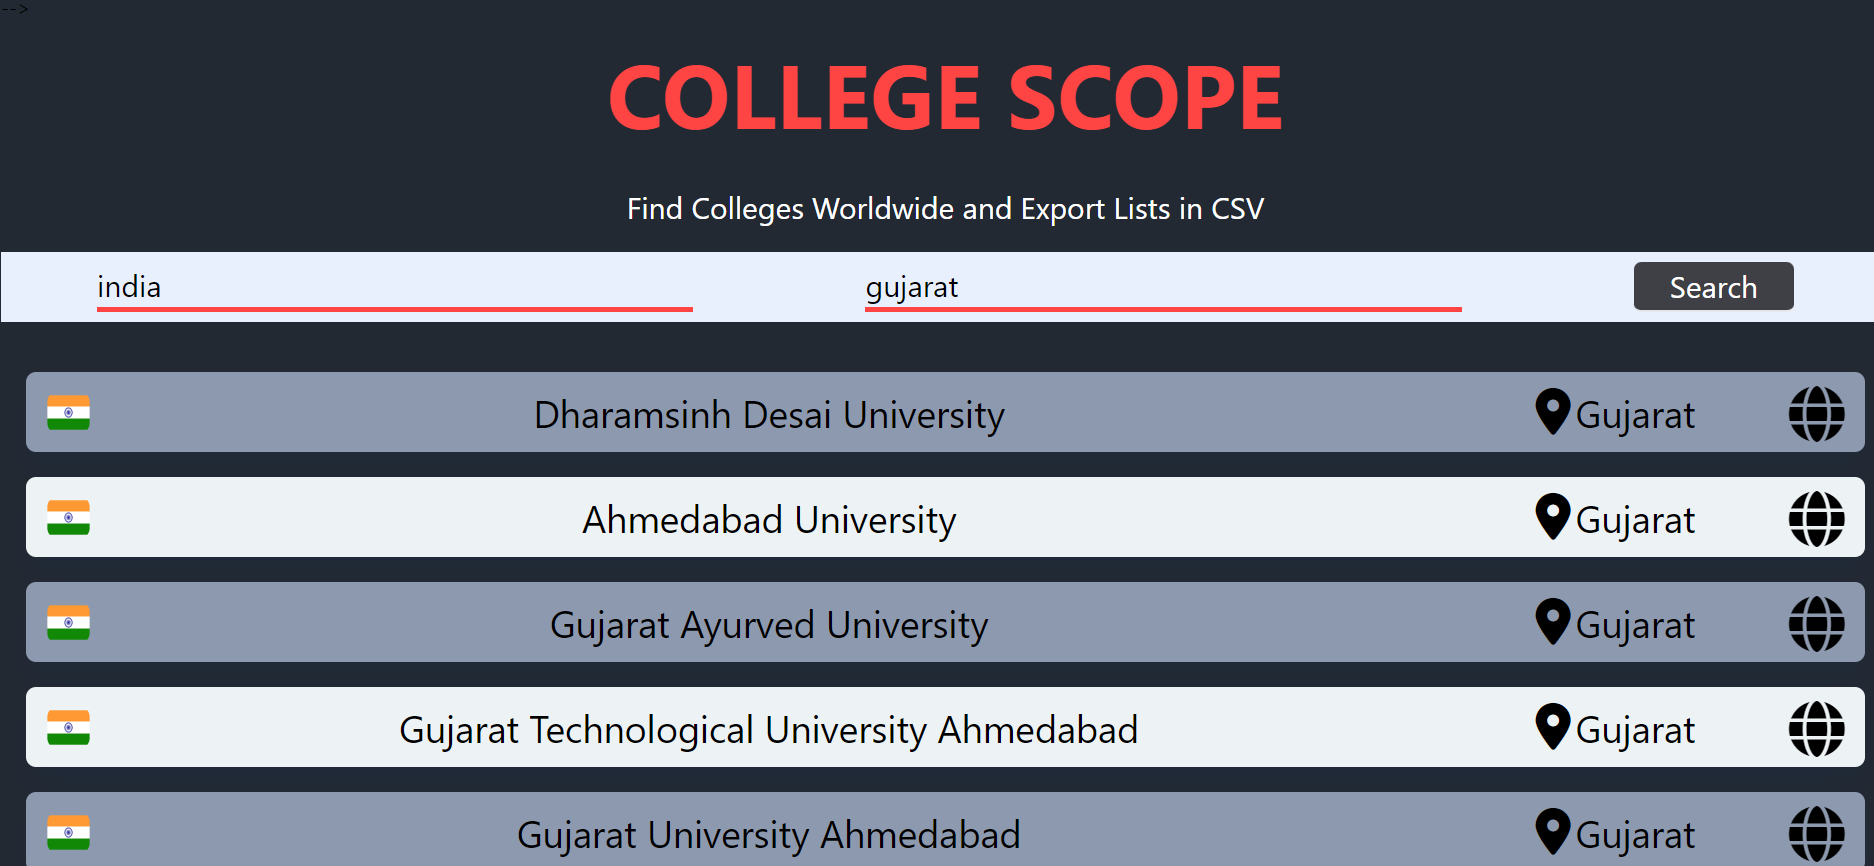 -->
COLLEGE SCOPE
Find Colleges Worldwide and Export Lists in CSV
india gujarat Search
Dharamsinh Desai University Gujarat
Ahmedabad University Gujarat
Gujarat Ayurved University Gujarat
Gujarat Technological University Ahmedabad Gujarat
Gujarat University Ahmedabad Gujarat